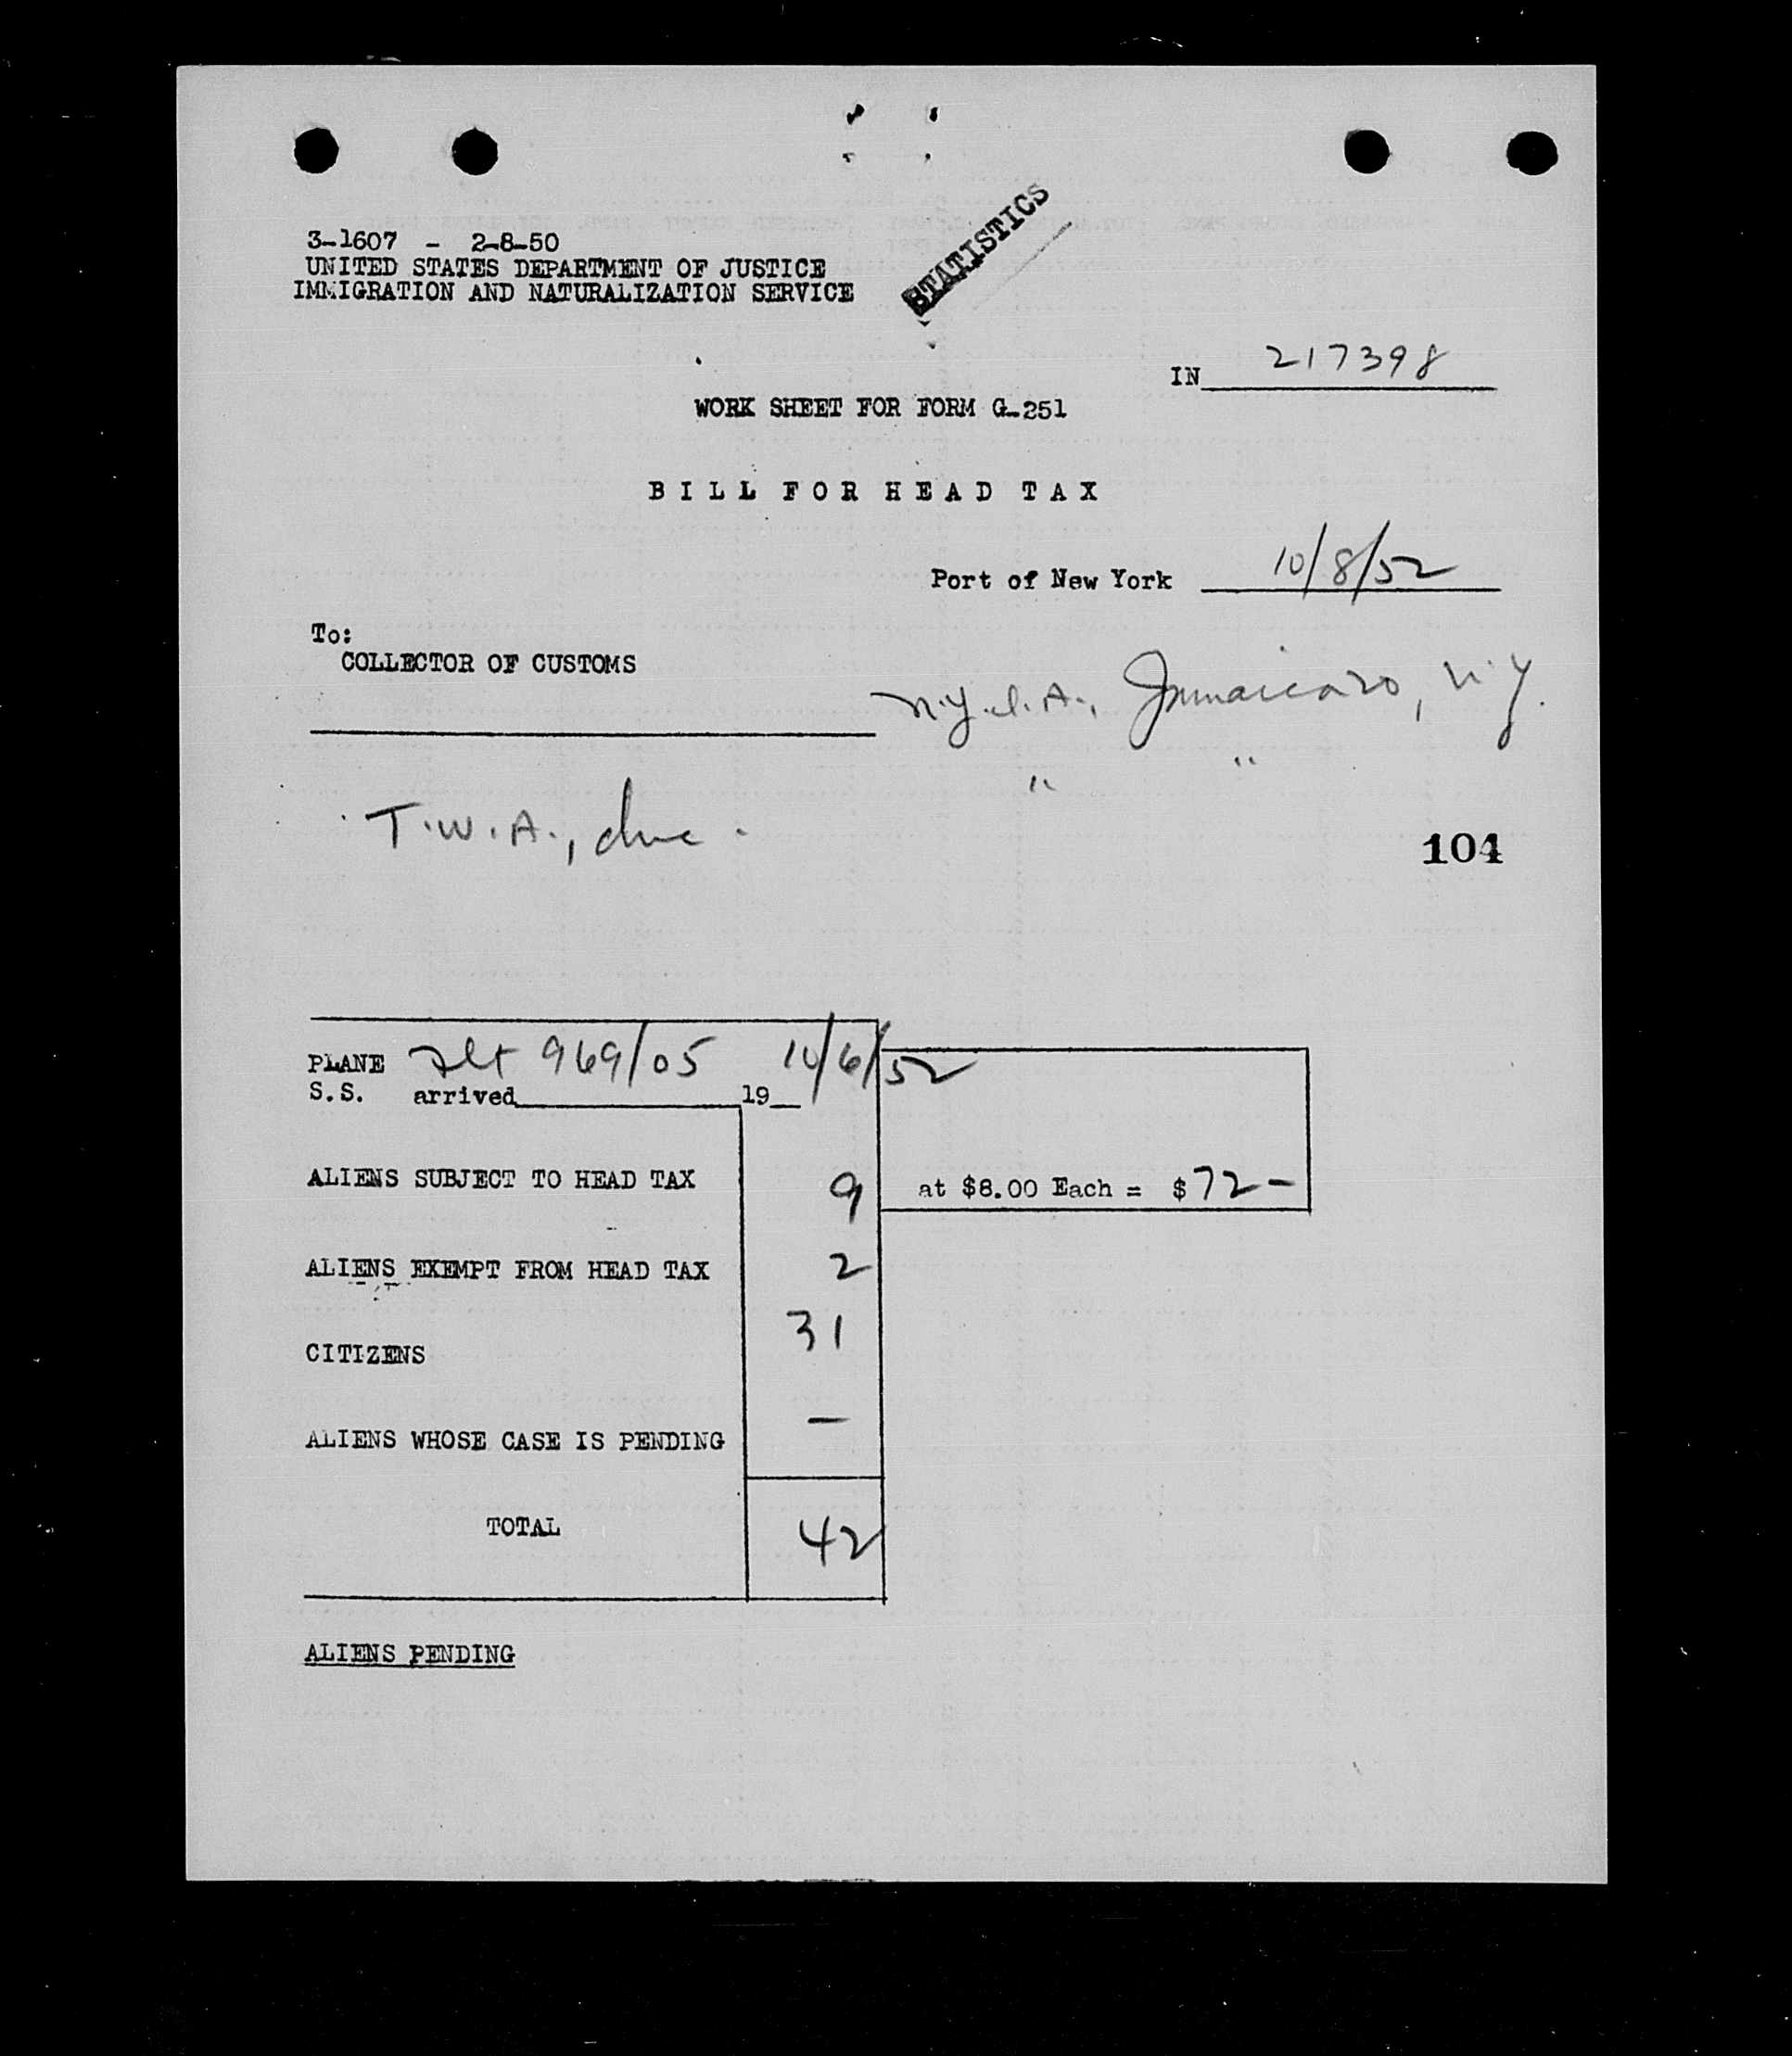 STATISTICS
3-1607 - 2-8-50
UNITED STATES DEPARTMENT OF JUSTICE
IMMIGRATION AND NATURALIZATION SERVICE
IN 217398
WORK SHEET FOR FORM G-251
BILL FOR HEAD TAX
Port of New York 10/8/52
To:
COLLECTOR OF CUSTOMS
N.Y.I.A., Jamaica 20, N.Y.
" "
T.W.A., Inc.
104
PLANE Flt 969/05 10/6/52
S.S. arrived 19
ALIENS SUBJECT TO HEAD TAX 9 at $8.00 Each = $72-
ALIENS EXEMPT FROM HEAD TAX 2
CITIZENS 31
ALIENS WHOSE CASE IS PENDING —
TOTAL 42
ALIENS PENDING